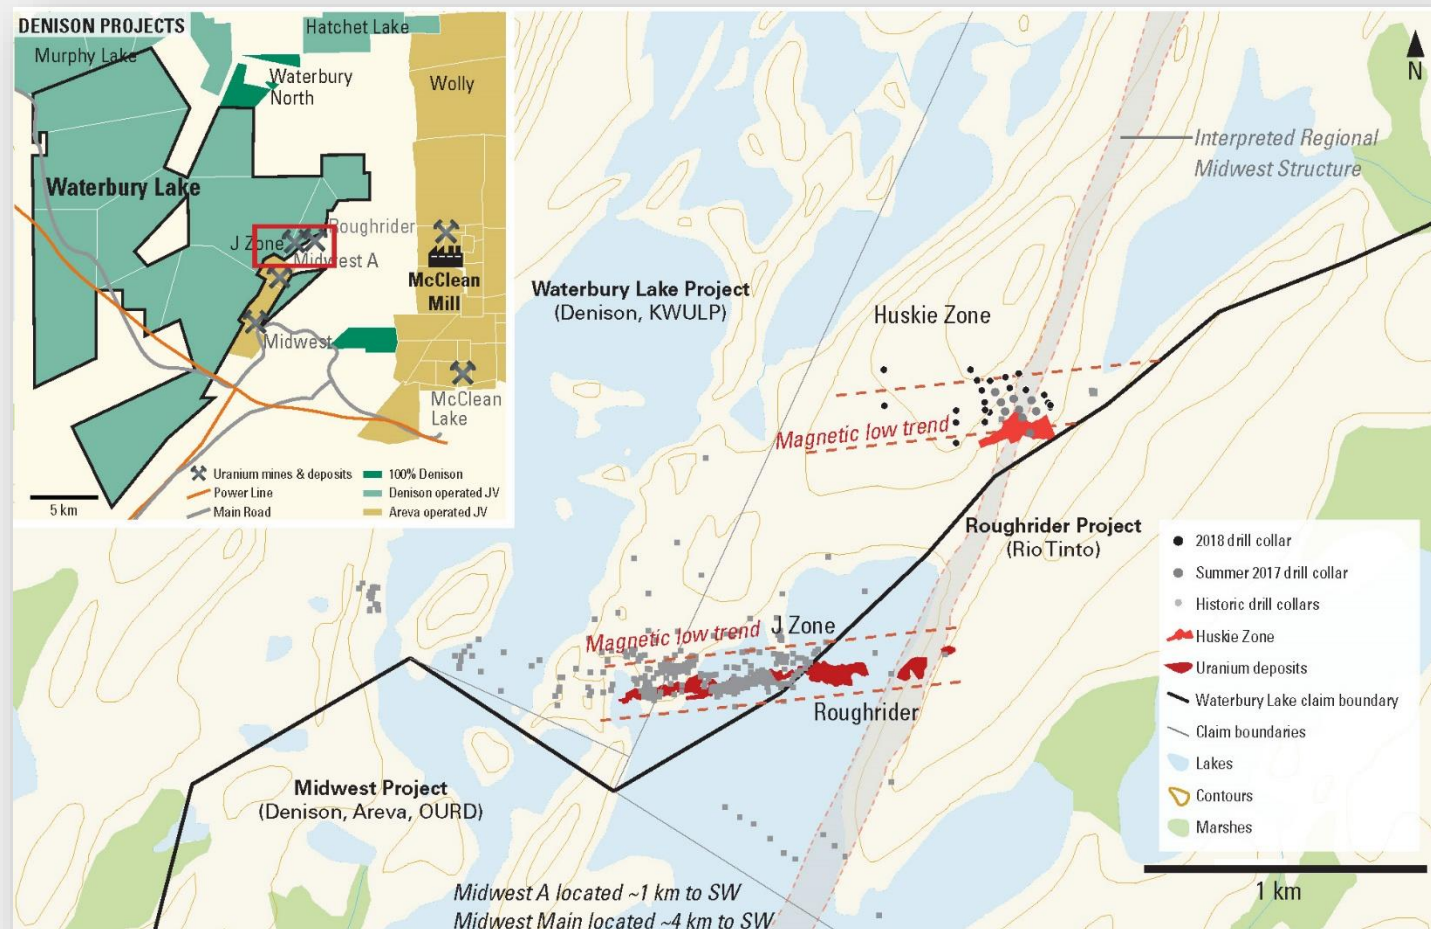 DENISON PROJECTS
Hatchet Lake
Murphy Lake
Waterbury
North
Wolly
Waterbury Lake
Roughrider
J Zone
Midwest A
McClean
Mill
Midwest
McClean
Lake
Uranium mines & deposits
100% Denison
Power Line
Denison operated JV
Main Road
Areva operated JV
5 km
N
Interpreted Regional
Midwest Structure
Waterbury Lake Project
(Denison, KWULP)
Huskie Zone
Magnetic low trend
Roughrider Project
(Rio Tinto)
J Zone
Magnetic low trend
Roughrider
Midwest Project
(Denison, Areva, OURD)
Midwest A located ~1 km to SW
Midwest Main located ~4 km to SW
2018 drill collar
Summer 2017 drill collar
Historic drill collars
Huskie Zone
Uranium deposits
Waterbury Lake claim boundary
Claim boundaries
Lakes
Contours
Marshes
1 km